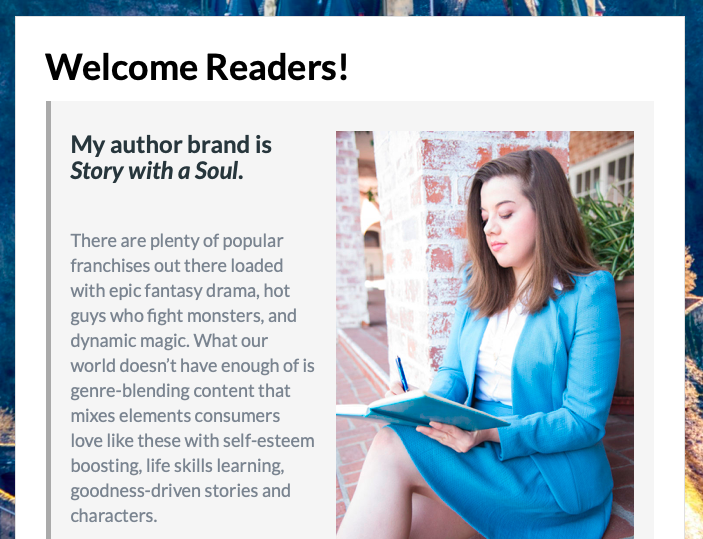 Welcome Readers!
My author brand is
Story with a Soul.
There are plenty of popular
franchises out there loaded
with epic fantasy drama, hot
guys who fight monsters, and
dynamic magic. What our
world doesn’t have enough of is
genre-blending content that
mixes elements consumers
love like these with self-esteem
boosting, life skills learning,
goodness-driven stories and
characters.